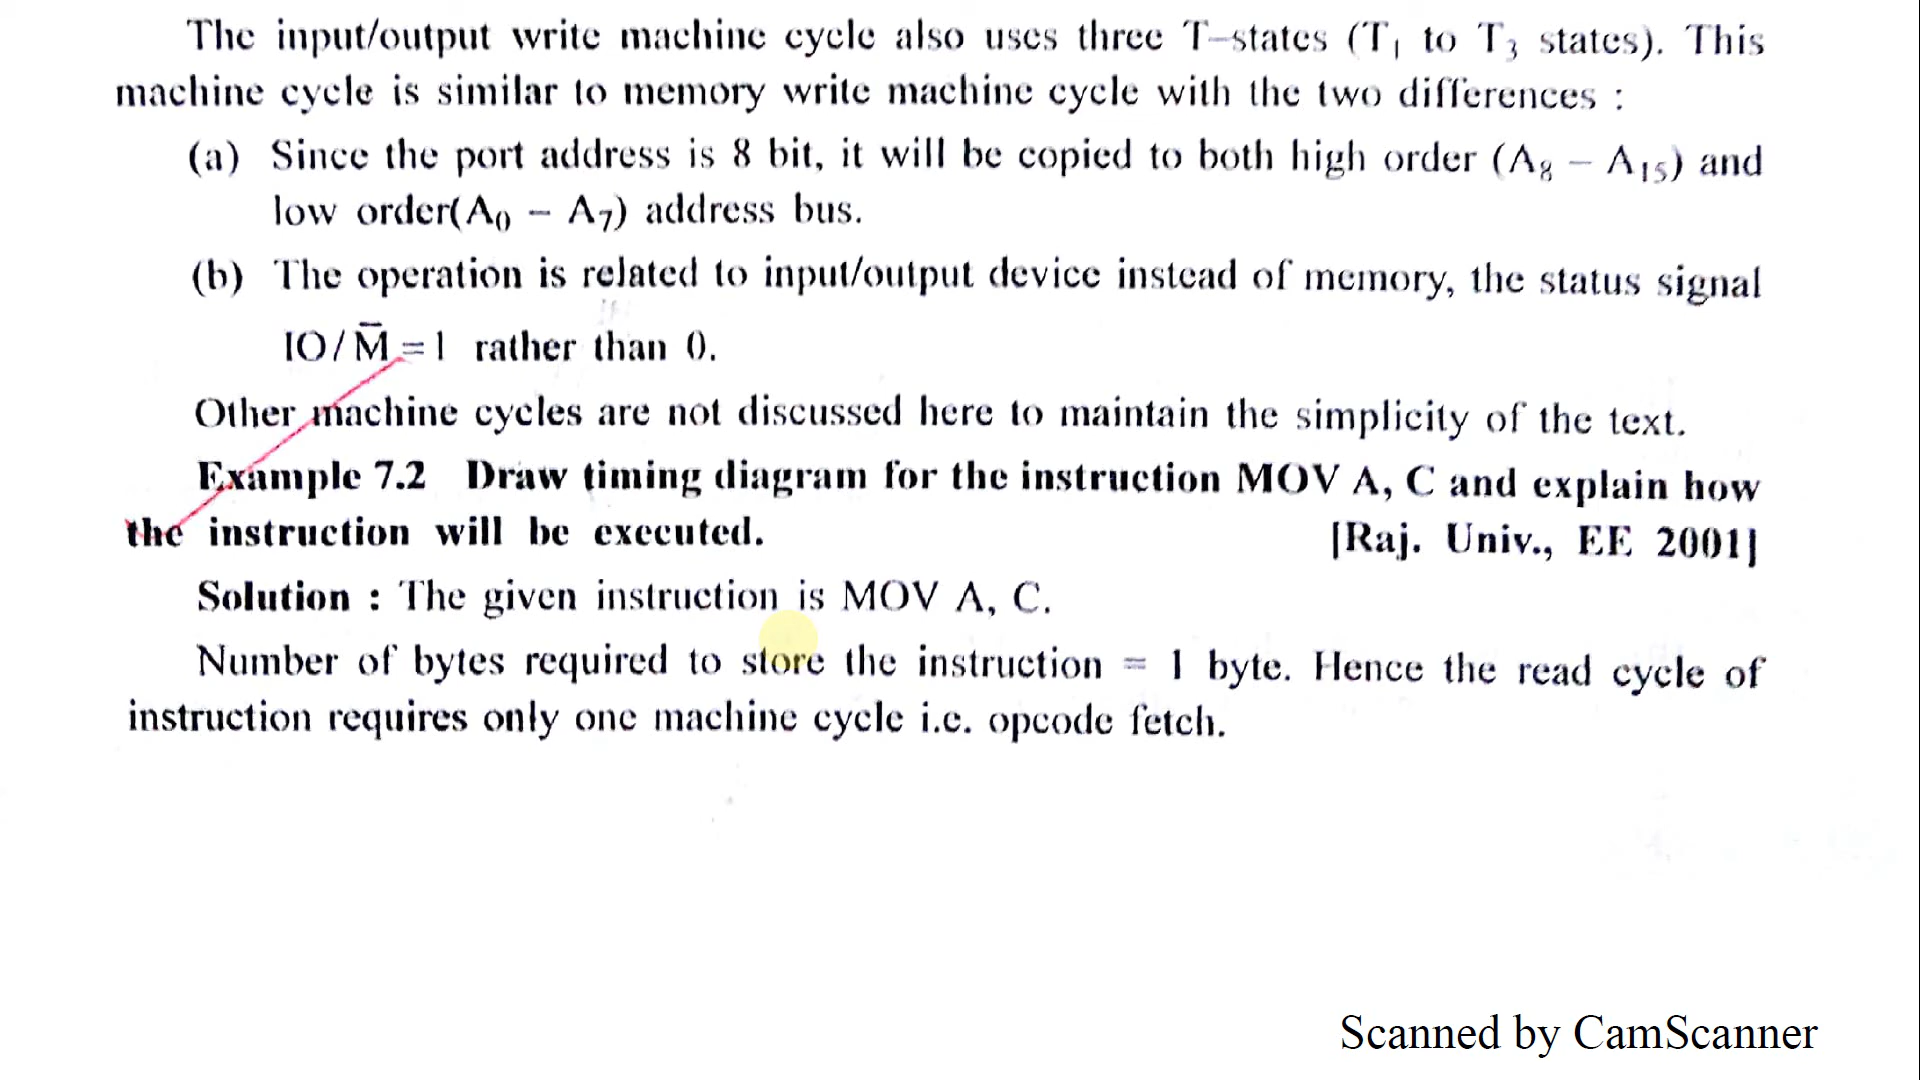 The input/output write machine cycle also uses three T–states (T₁ to T₃ states). This
machine cycle is similar to memory write machine cycle with the two differences :
(a) Since the port address is 8 bit, it will be copied to both high order (A₈ – A₁₅) and
low order(A₀ – A₇) address bus.
(b) The operation is related to input/output device instead of memory, the status signal
IO/M̅ = 1 rather than 0.
Other machine cycles are not discussed here to maintain the simplicity of the text.
Example 7.2 Draw timing diagram for the instruction MOV A, C and explain how
the instruction will be executed. [Raj. Univ., EE 2001]
Solution : The given instruction is MOV A, C.
Number of bytes required to store the instruction = 1 byte. Hence the read cycle of
instruction requires only one machine cycle i.e. opcode fetch.
Scanned by CamScanner